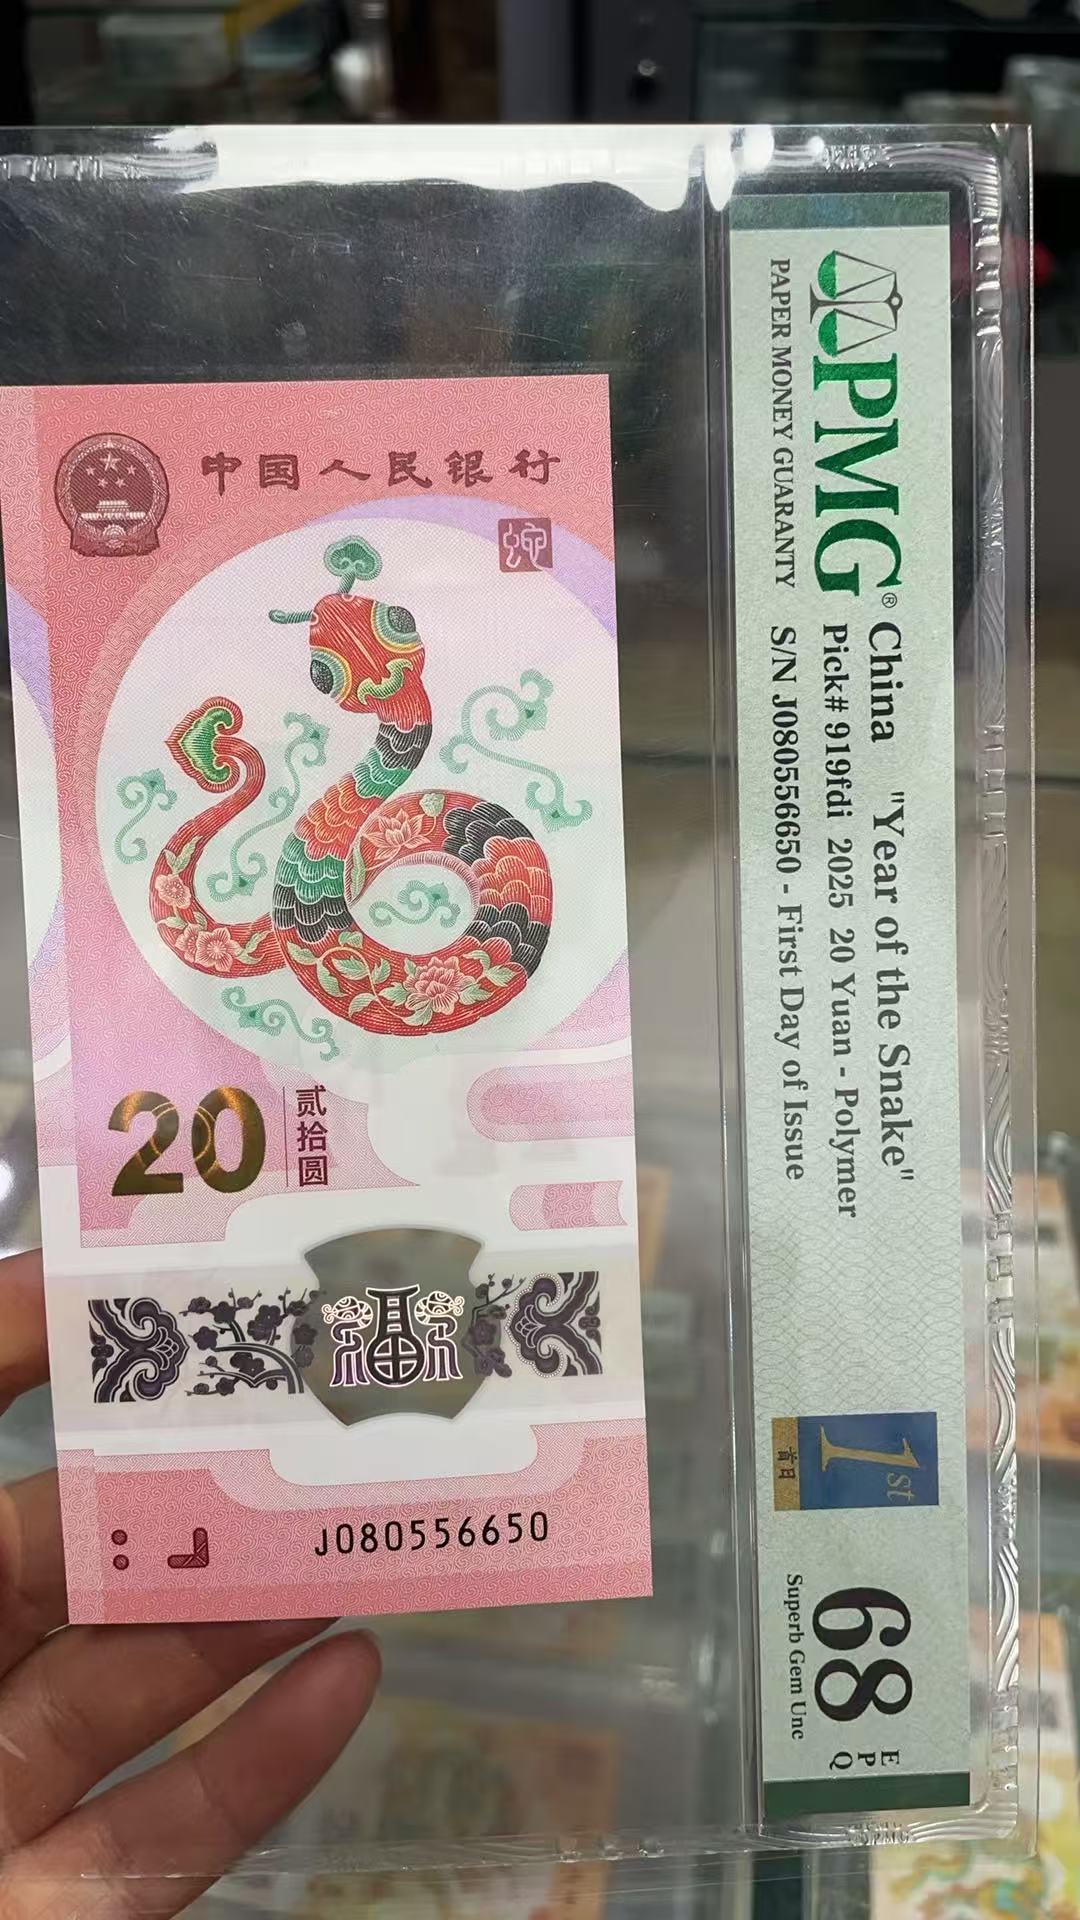 中国人民银行
蛇
20
贰拾圆
福
J080556650
PMG®
PAPER MONEY GUARANTY
China "Year of the Snake"
Pick# 919fdi 2025 20 Yuan - Polymer
S/N J080556650 - First Day of Issue
1st
首日
68 EPQ
Superb Gem Unc